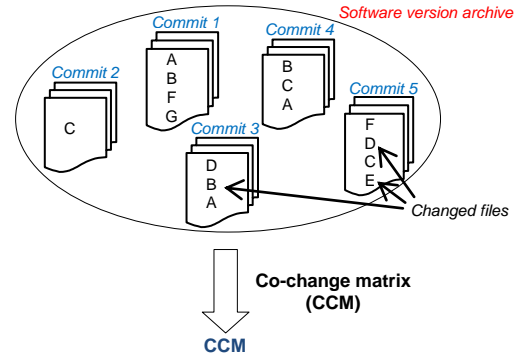 Software version archive
Commit 1
A
B
F
G
Commit 2
C
Commit 3
D
B
A
Commit 4
B
C
A
Commit 5
F
D
C
E
Changed files
Co-change matrix
(CCM)
CCM